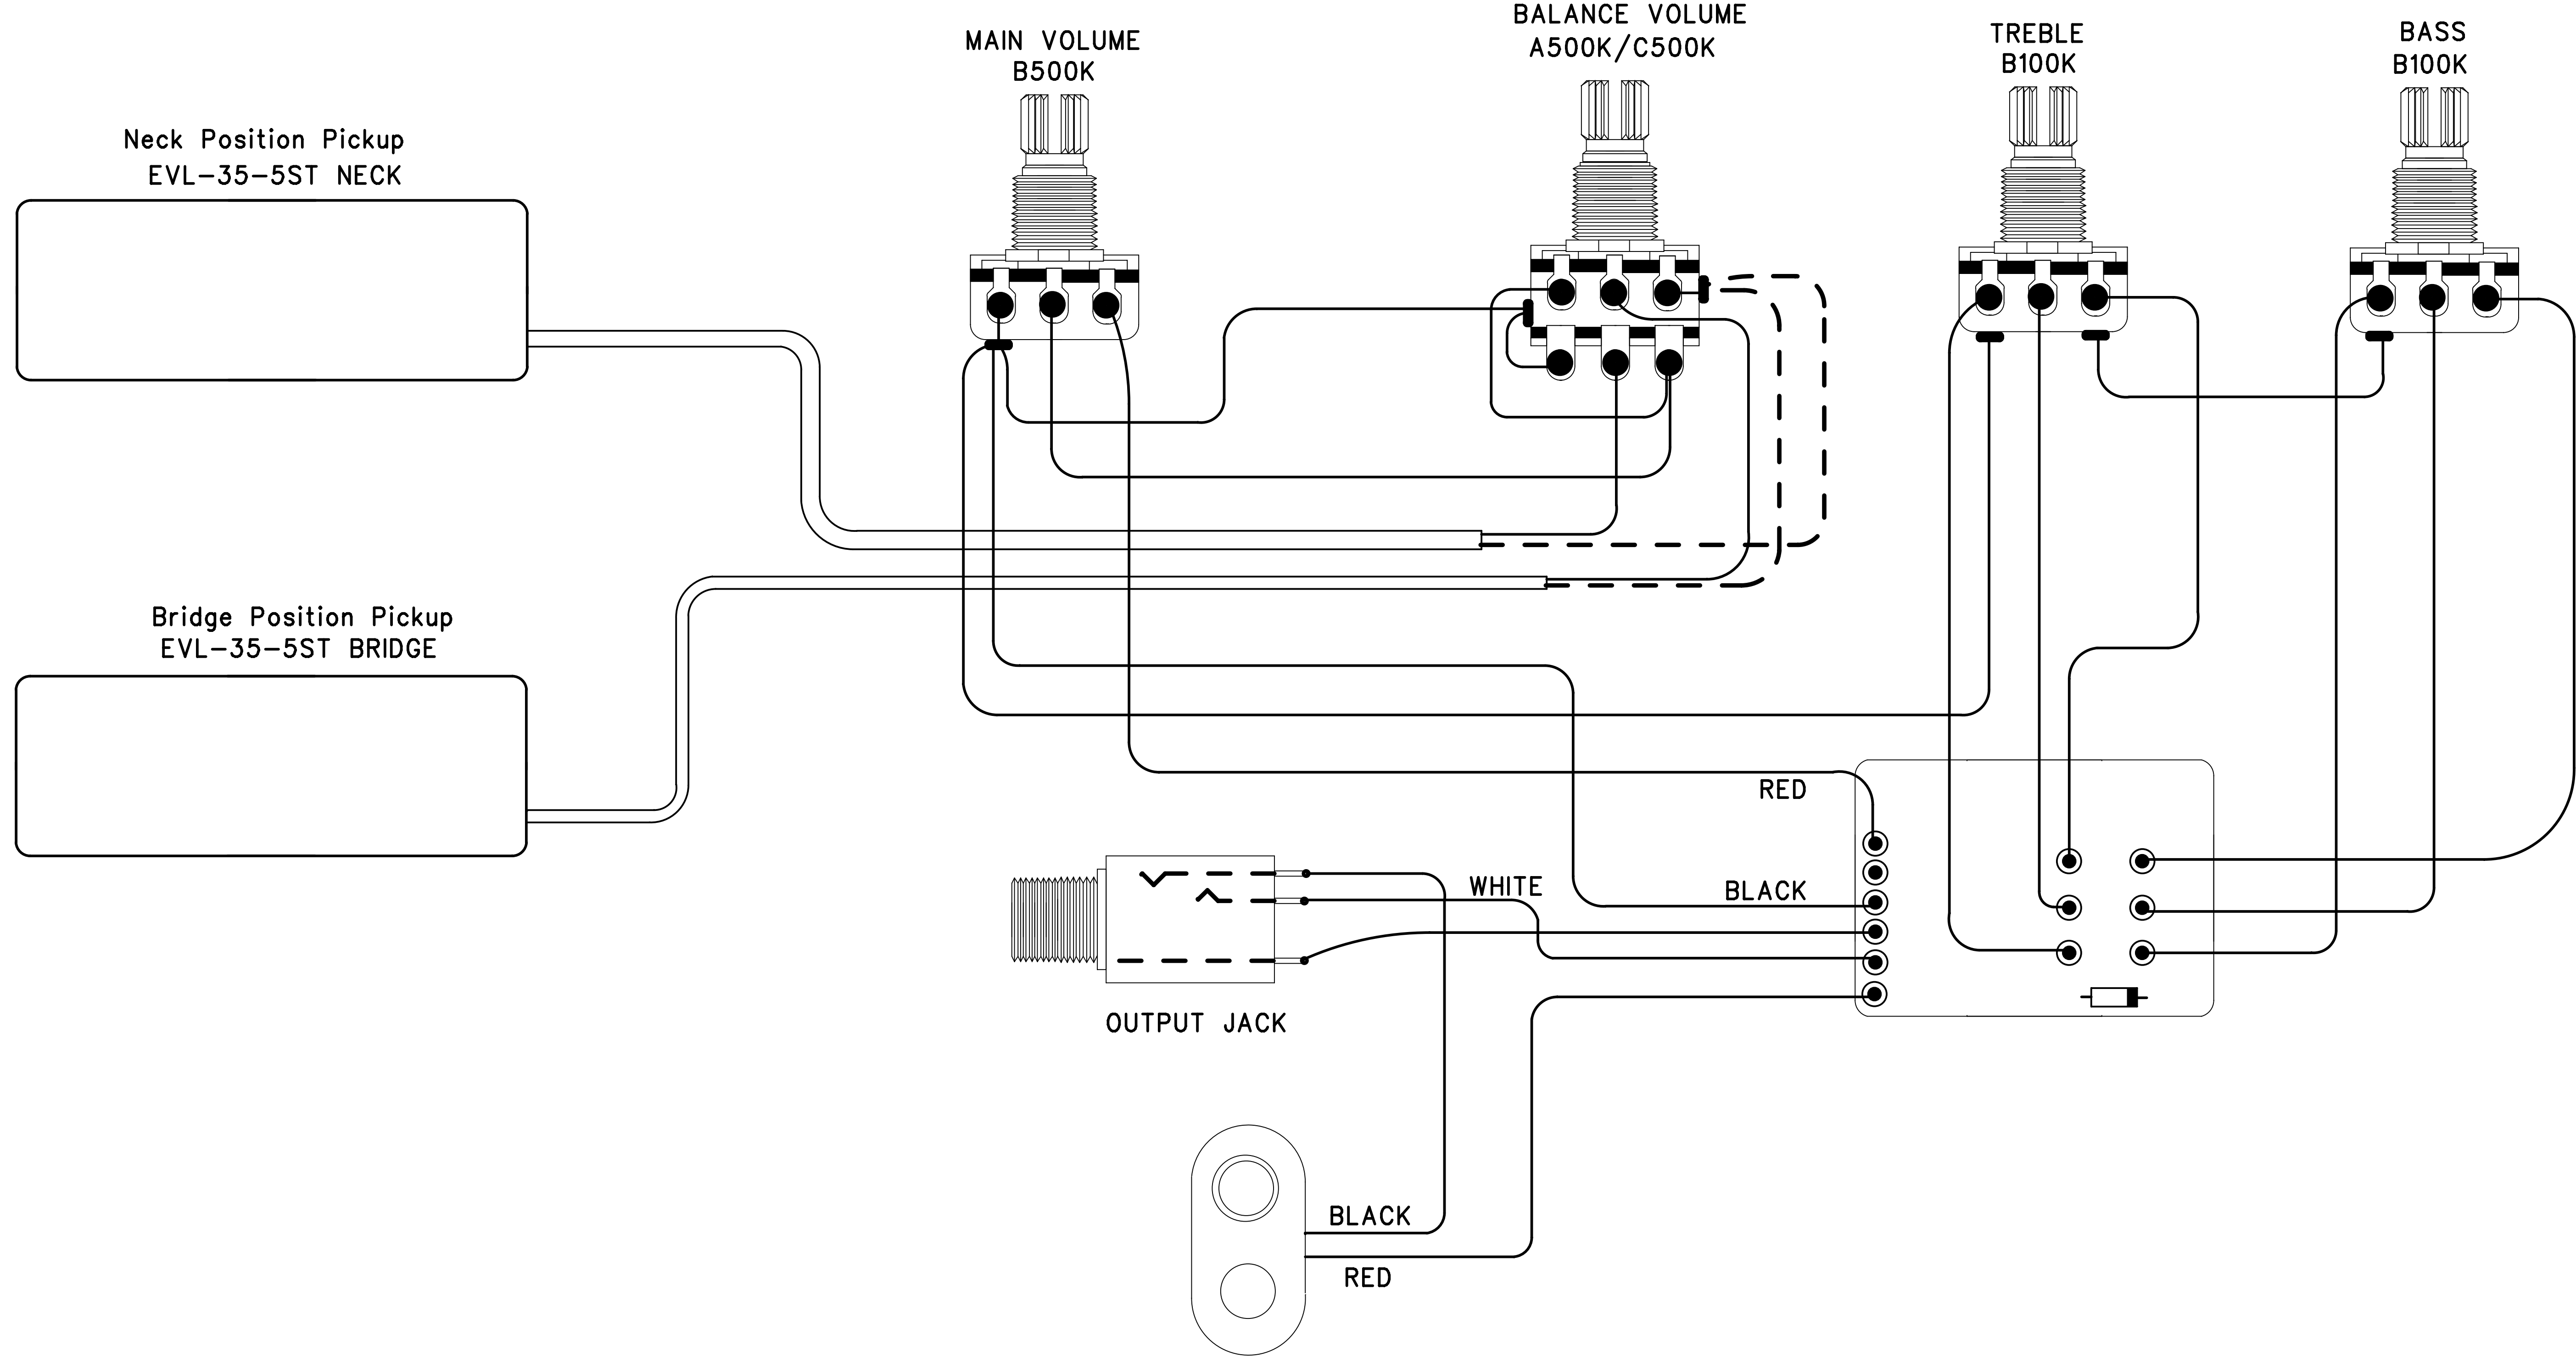 MAIN VOLUME
B500K
BALANCE VOLUME
A500K/C500K
TREBLE
B100K
BASS
B100K
Neck Position Pickup
EVL-35-5ST NECK
Bridge Position Pickup
EVL-35-5ST BRIDGE
RED
WHITE
BLACK
OUTPUT JACK
BLACK
RED